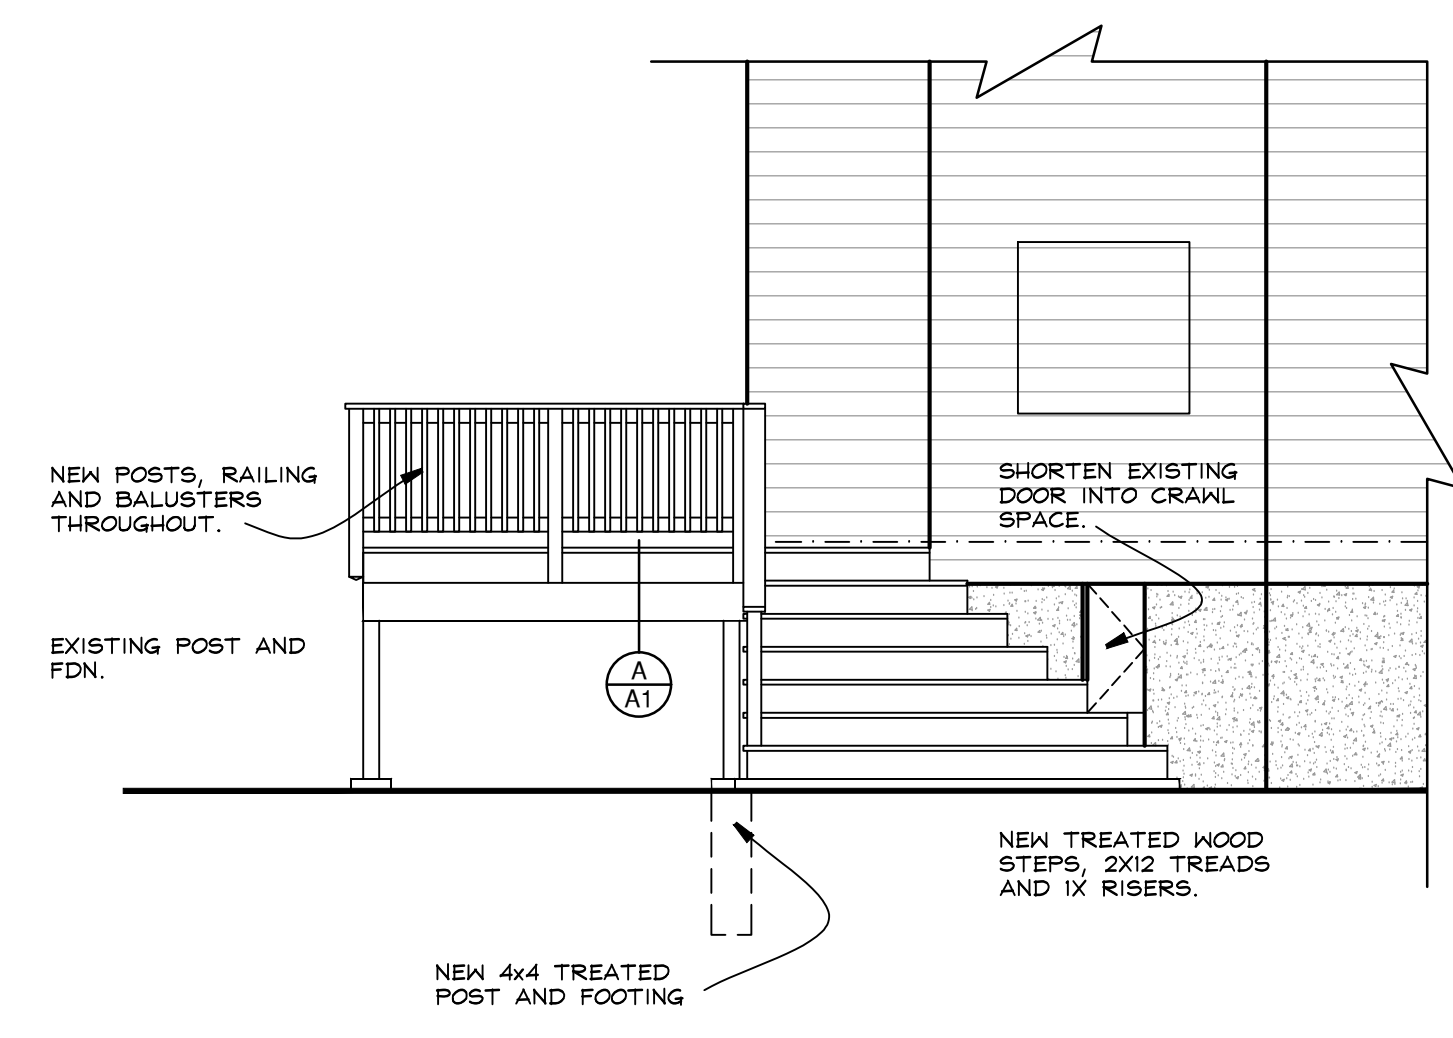 NEW POSTS, RAILING
AND BALUSTERS
THROUGHOUT.
SHORTEN EXISTING
DOOR INTO CRAWL
SPACE.
EXISTING POST AND
FDN.
A
A1
NEW TREATED WOOD
STEPS, 2X12 TREADS
AND 1X RISERS.
NEW 4x4 TREATED
POST AND FOOTING